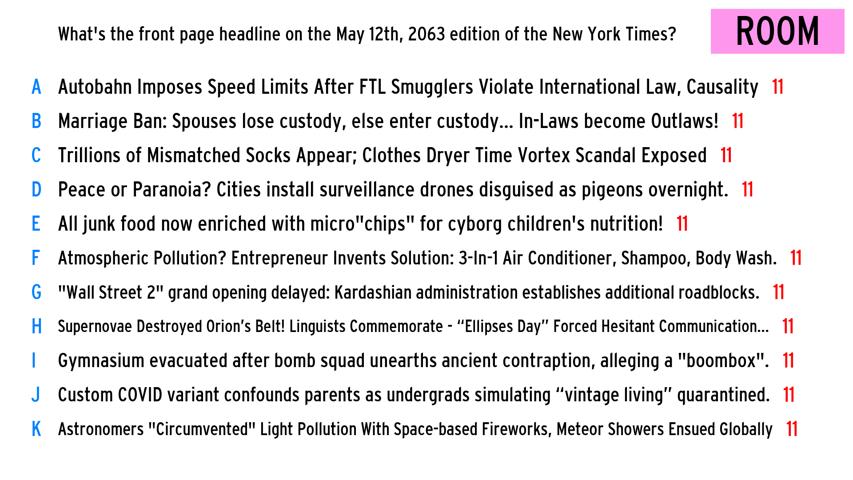 What's the front page headline on the May 12th, 2063 edition of the New York Times?
ROOM
A Autobahn Imposes Speed Limits After FTL Smugglers Violate International Law, Causality 11
B Marriage Ban: Spouses lose custody, else enter custody... In-Laws become Outlaws! 11
C Trillions of Mismatched Socks Appear; Clothes Dryer Time Vortex Scandal Exposed 11
D Peace or Paranoia? Cities install surveillance drones disguised as pigeons overnight. 11
E All junk food now enriched with micro"chips" for cyborg children's nutrition! 11
F Atmospheric Pollution? Entrepreneur Invents Solution: 3-In-1 Air Conditioner, Shampoo, Body Wash. 11
G "Wall Street 2" grand opening delayed: Kardashian administration establishes additional roadblocks. 11
H Supernovae Destroyed Orion’s Belt! Linguists Commemorate - “Ellipses Day” Forced Hesitant Communication... 11
I Gymnasium evacuated after bomb squad unearths ancient contraption, alleging a "boombox". 11
J Custom COVID variant confounds parents as undergrads simulating “vintage living” quarantined. 11
K Astronomers "Circumvented" Light Pollution With Space-based Fireworks, Meteor Showers Ensued Globally 11